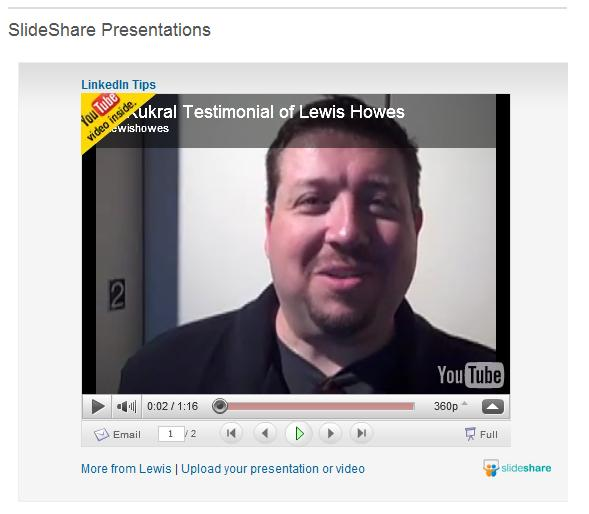 SlideShare Presentations
LinkedIn Tips
YouTube
video inside.
Kukral Testimonial of Lewis Howes
ewishowes
2
YouTube
0:02 / 1:16
360p
Email
1 / 2
Full
More from Lewis | Upload your presentation or video
slideshare